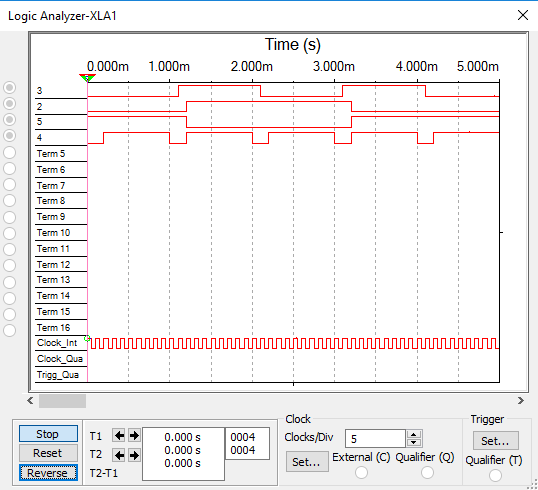 Logic Analyzer-XLA1
Time (s)
0.000m 1.000m 2.000m 3.000m 4.000m 5.000m
3
2
5
4
Term 5
Term 6
Term 7
Term 8
Term 9
Term 10
Term 11
Term 12
Term 13
Term 14
Term 15
Term 16
Clock_Int
Clock_Qua
Trigg_Qua
Stop
Reset
Reverse
T1 0.000 s 0004
T2 0.000 s 0004
T2-T1 0.000 s
Clock
Clocks/Div 5
Set... External (C) Qualifier (Q)
Trigger
Set...
Qualifier (T)